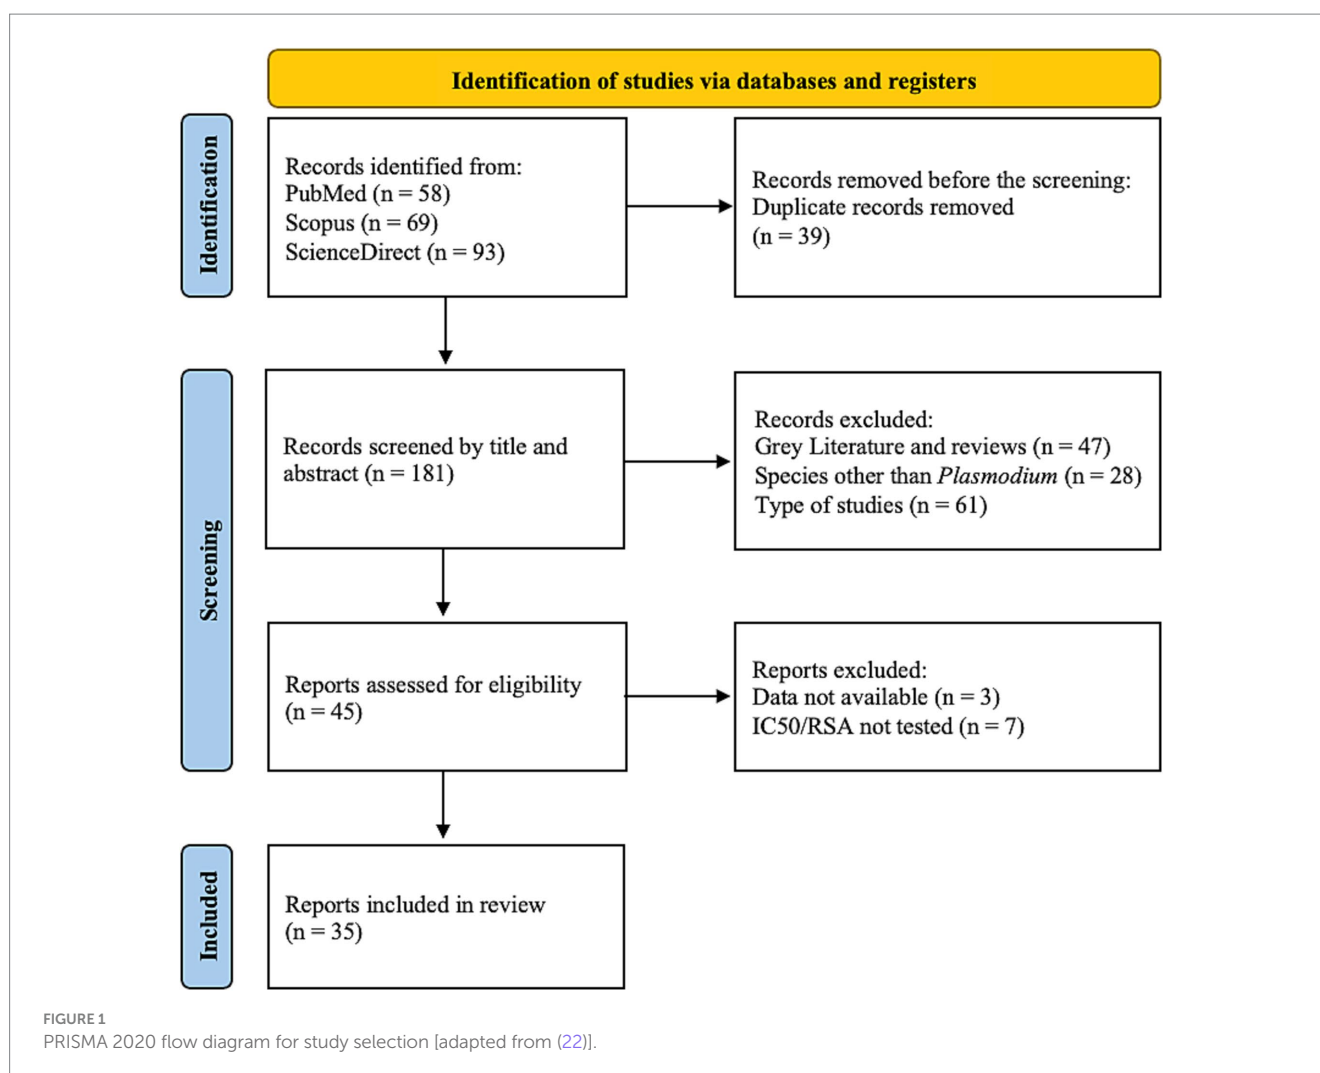 Identification of studies via databases and registers
Identification
Records identified from:
PubMed (n = 58)
Scopus (n = 69)
ScienceDirect (n = 93)
Records removed before the screening:
Duplicate records removed
(n = 39)
Screening
Records screened by title and
abstract (n = 181)
Records excluded:
Grey Literature and reviews (n = 47)
Species other than Plasmodium (n = 28)
Type of studies (n = 61)
Reports assessed for eligibility
(n = 45)
Reports excluded:
Data not available (n = 3)
IC50/RSA not tested (n = 7)
Included
Reports included in review
(n = 35)
FIGURE 1
PRISMA 2020 flow diagram for study selection [adapted from (22)].